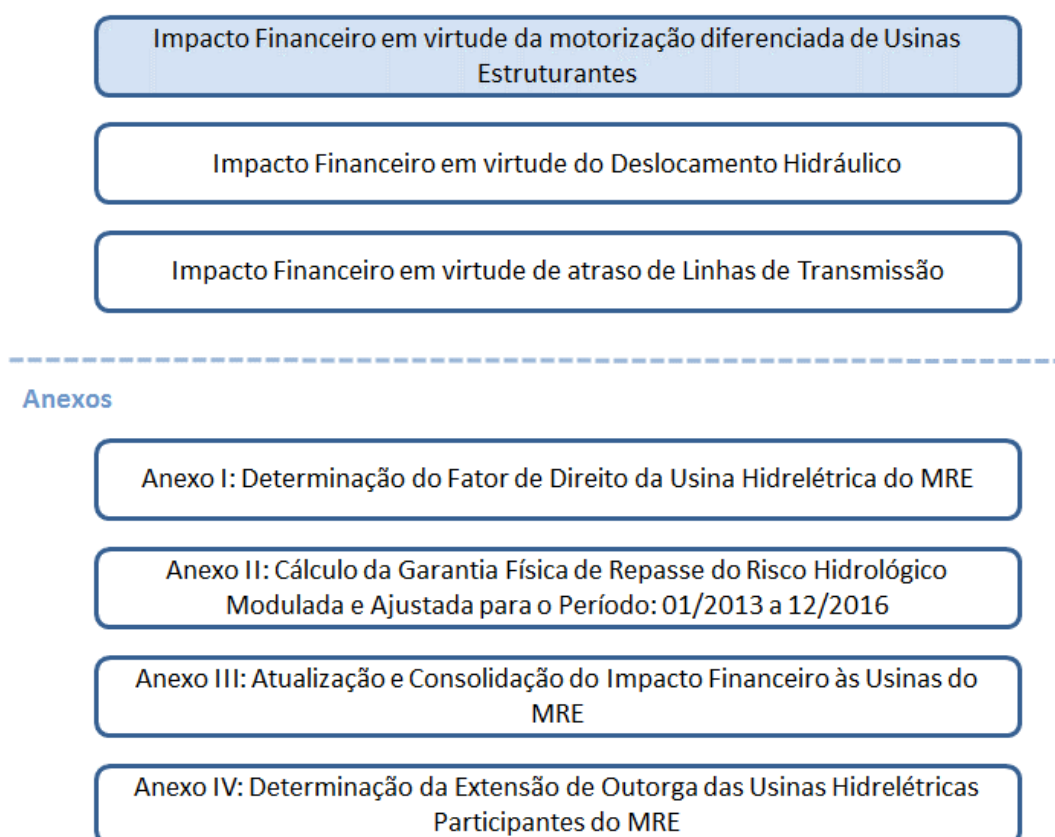 Impacto Financeiro em virtude da motorização diferenciada de Usinas
Estruturantes
Impacto Financeiro em virtude do Deslocamento Hidráulico
Impacto Financeiro em virtude de atraso de Linhas de Transmissão
Anexos
Anexo I: Determinação do Fator de Direito da Usina Hidrelétrica do MRE
Anexo II: Cálculo da Garantia Física de Repasse do Risco Hidrológico
Modulada e Ajustada para o Período: 01/2013 a 12/2016
Anexo III: Atualização e Consolidação do Impacto Financeiro às Usinas do
MRE
Anexo IV: Determinação da Extensão de Outorga das Usinas Hidrelétricas
Participantes do MRE